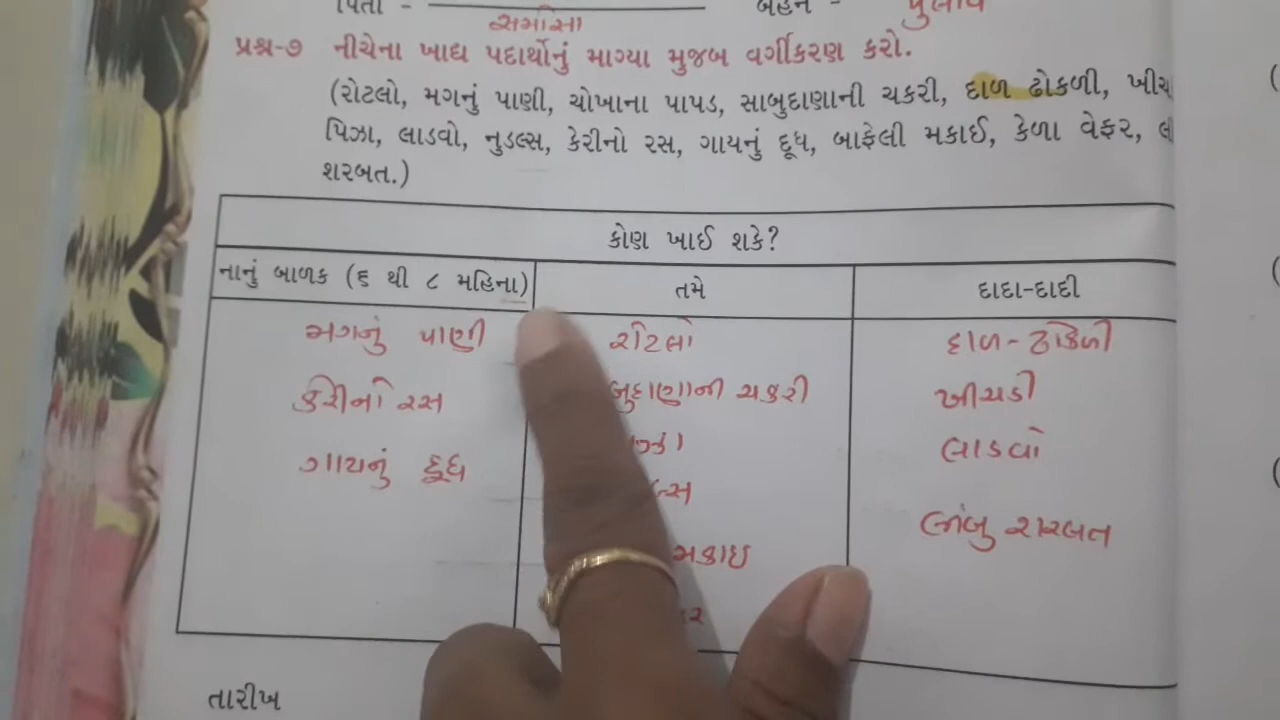 પિતા - બહેન - પુલાવ
સમોસા
પ્રશ્ન-૭ નીચેના ખાદ્ય પદાર્થોનું માગ્યા મુજબ વર્ગીકરણ કરો.
(રોટલો, મગનું પાણી, ચોખાના પાપડ, સાબુદાણાની ચકરી, દાળ ઢોકળી, ખીચ
પિઝા, લાડવો, નુડલ્સ, કેરીનો રસ, ગાયનું દૂધ, બાફેલી મકાઈ, કેળા વેફર, લ
શરબત.)
કોણ ખાઈ શકે?
નાનું બાળક (૬ થી ૮ મહિના) તમે દાદા-દાદી
મગનું પાણી રોટલો દાળ-ઢોકળી
કેરીનો રસ બુદાણાની ચકરી ખીચડી
ગાયનું દૂધ ઝા લાડવો
લ્સ લીંબુ શરબત
મકાઇ
ર
તારીખ